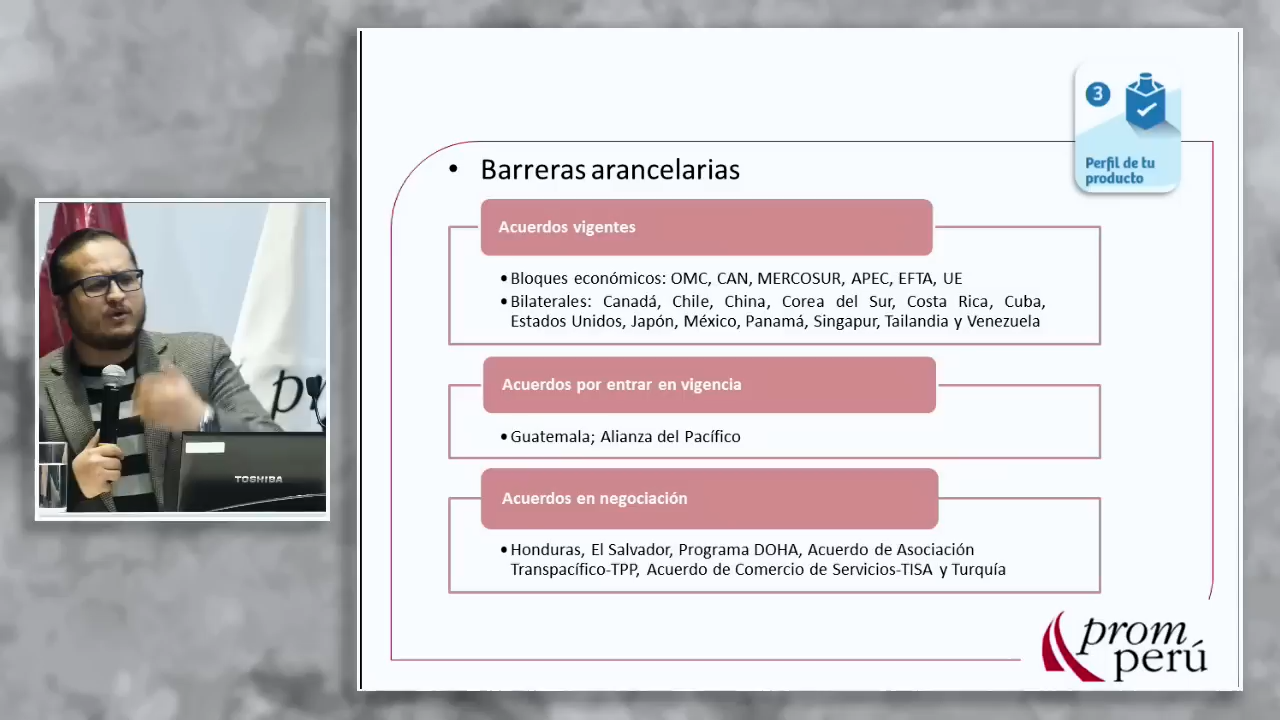 3
Perfil de tu
producto
• Barreras arancelarias
Acuerdos vigentes
•Bloques económicos: OMC, CAN, MERCOSUR, APEC, EFTA, UE
•Bilaterales: Canadá, Chile, China, Corea del Sur, Costa Rica, Cuba,
Estados Unidos, Japón, México, Panamá, Singapur, Tailandia y Venezuela
Acuerdos por entrar en vigencia
•Guatemala; Alianza del Pacífico
Acuerdos en negociación
•Honduras, El Salvador, Programa DOHA, Acuerdo de Asociación
Transpacífico-TPP, Acuerdo de Comercio de Servicios-TISA y Turquía
prom
perú
TOSHIBA